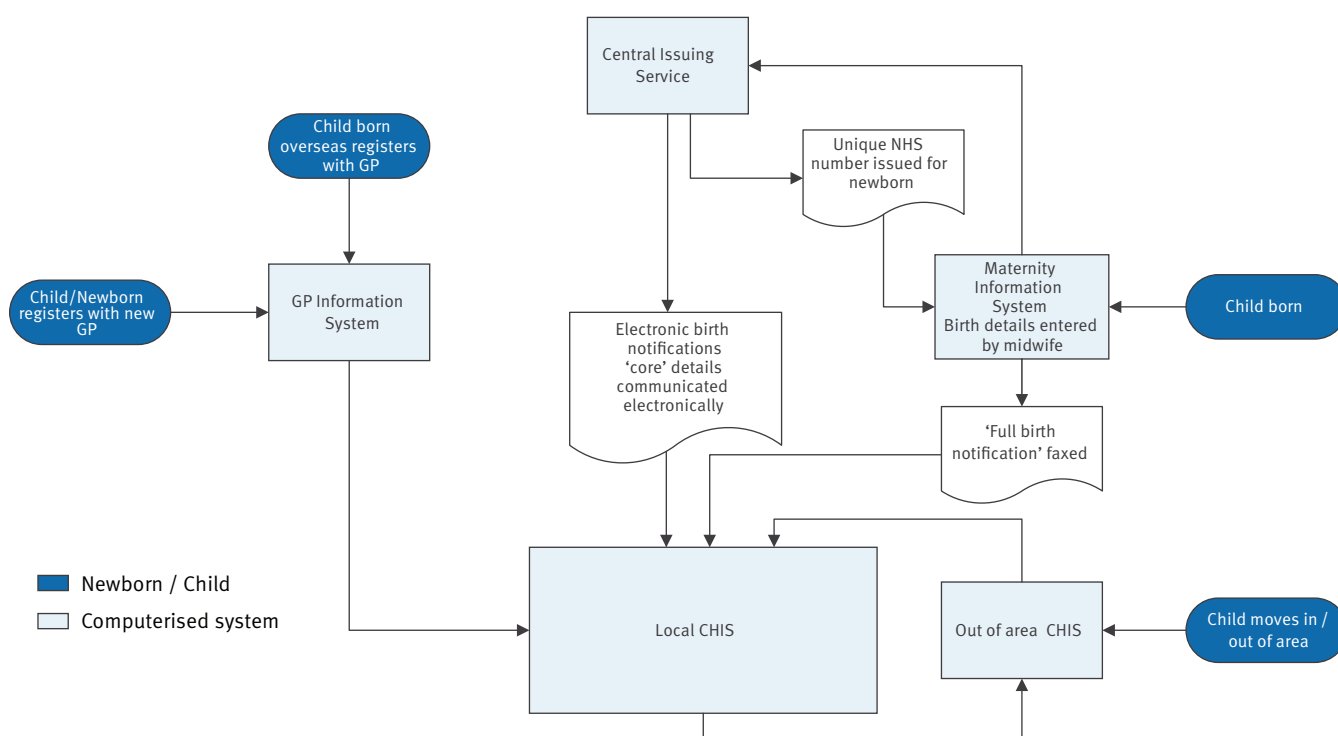 Central Issuing
Service
Child born
overseas registers
with GP
Unique NHS
number issued for
newborn
Child/Newborn
registers with new
GP
GP Information
System
Maternity
Information
System
Birth details entered
by midwife
Child born
Electronic birth
notifications
‘core’ details
communicated
electronically
‘Full birth
notification’ faxed
Newborn / Child
Computerised system
Local CHIS
Out of area CHIS
Child moves in /
out of area